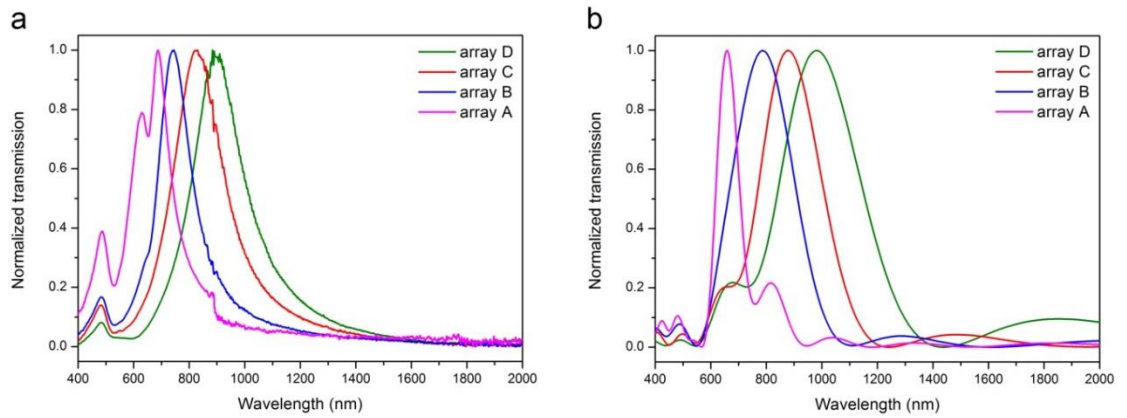 a
1.0
0.8
0.6
0.4
0.2
0.0
Normalized transmission
array D
array C
array B
array A
400 600 800 1000 1200 1400 1600 1800 2000
Wavelength (nm)
b
1.0
0.8
0.6
0.4
0.2
0.0
Normalized transmission
array D
array C
array B
array A
400 600 800 1000 1200 1400 1600 1800 2000
Wavelength (nm)